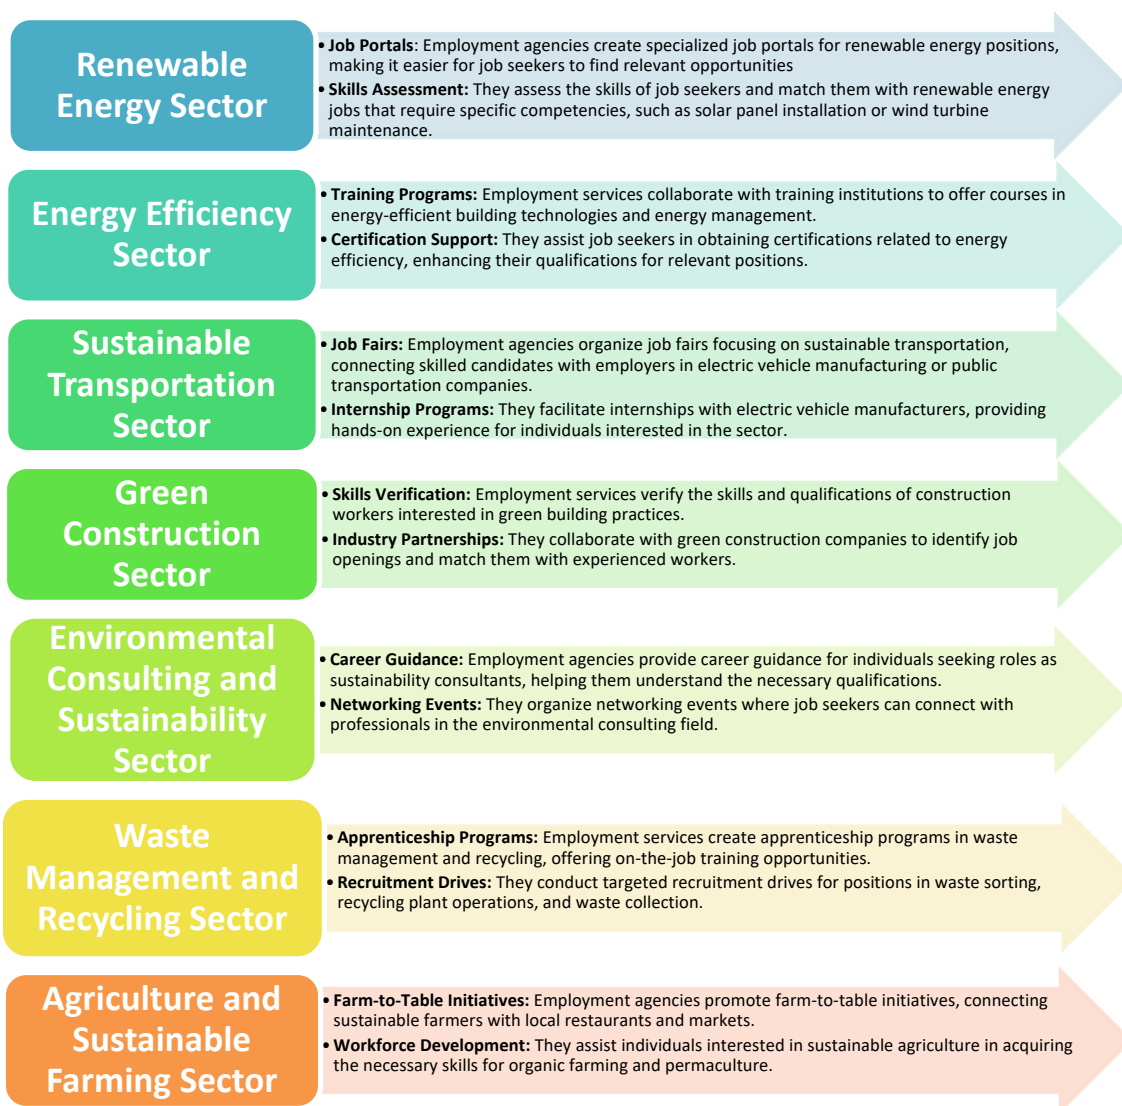 Renewable
Energy Sector
• Job Portals: Employment agencies create specialized job portals for renewable energy positions,
making it easier for job seekers to find relevant opportunities
• Skills Assessment: They assess the skills of job seekers and match them with renewable energy
jobs that require specific competencies, such as solar panel installation or wind turbine
maintenance.
Energy Efficiency
Sector
• Training Programs: Employment services collaborate with training institutions to offer courses in
energy-efficient building technologies and energy management.
• Certification Support: They assist job seekers in obtaining certifications related to energy
efficiency, enhancing their qualifications for relevant positions.
Sustainable
Transportation
Sector
• Job Fairs: Employment agencies organize job fairs focusing on sustainable transportation,
connecting skilled candidates with employers in electric vehicle manufacturing or public
transportation companies.
• Internship Programs: They facilitate internships with electric vehicle manufacturers, providing
hands-on experience for individuals interested in the sector.
Green
Construction
Sector
• Skills Verification: Employment services verify the skills and qualifications of construction
workers interested in green building practices.
• Industry Partnerships: They collaborate with green construction companies to identify job
openings and match them with experienced workers.
Environmental
Consulting and
Sustainability
Sector
• Career Guidance: Employment agencies provide career guidance for individuals seeking roles as
sustainability consultants, helping them understand the necessary qualifications.
• Networking Events: They organize networking events where job seekers can connect with
professionals in the environmental consulting field.
Waste
Management and
Recycling Sector
• Apprenticeship Programs: Employment services create apprenticeship programs in waste
management and recycling, offering on-the-job training opportunities.
• Recruitment Drives: They conduct targeted recruitment drives for positions in waste sorting,
recycling plant operations, and waste collection.
Agriculture and
Sustainable
Farming Sector
• Farm-to-Table Initiatives: Employment agencies promote farm-to-table initiatives, connecting
sustainable farmers with local restaurants and markets.
• Workforce Development: They assist individuals interested in sustainable agriculture in acquiring
the necessary skills for organic farming and permaculture.